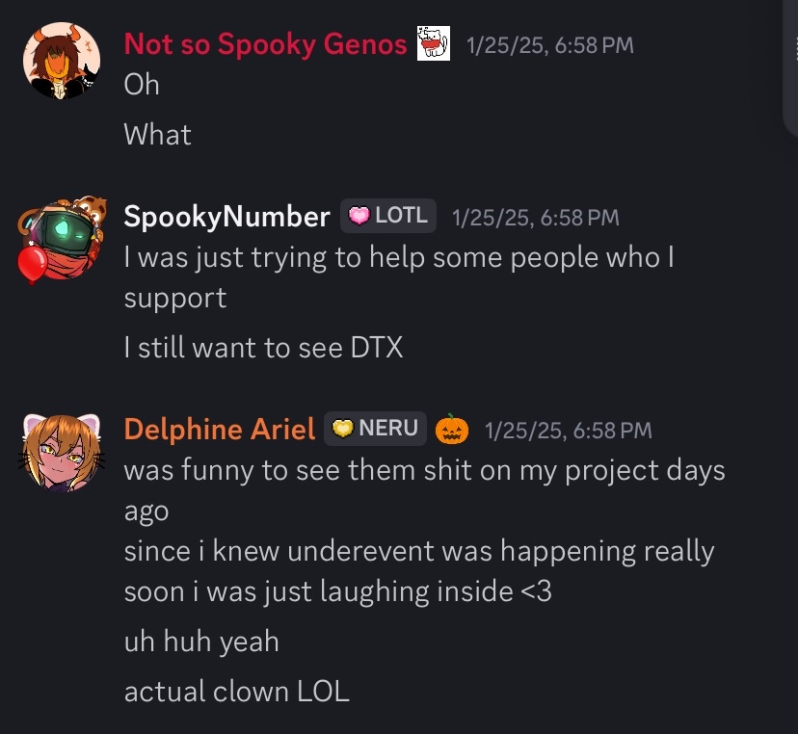 Not so Spooky Genos 1/25/25, 6:58 PM
Oh
What
SpookyNumber LOTL 1/25/25, 6:58 PM
I was just trying to help some people who I
support
I still want to see DTX
Delphine Ariel NERU 1/25/25, 6:58 PM
was funny to see them shit on my project days
ago
since i knew underevent was happening really
soon i was just laughing inside <3
uh huh yeah
actual clown LOL